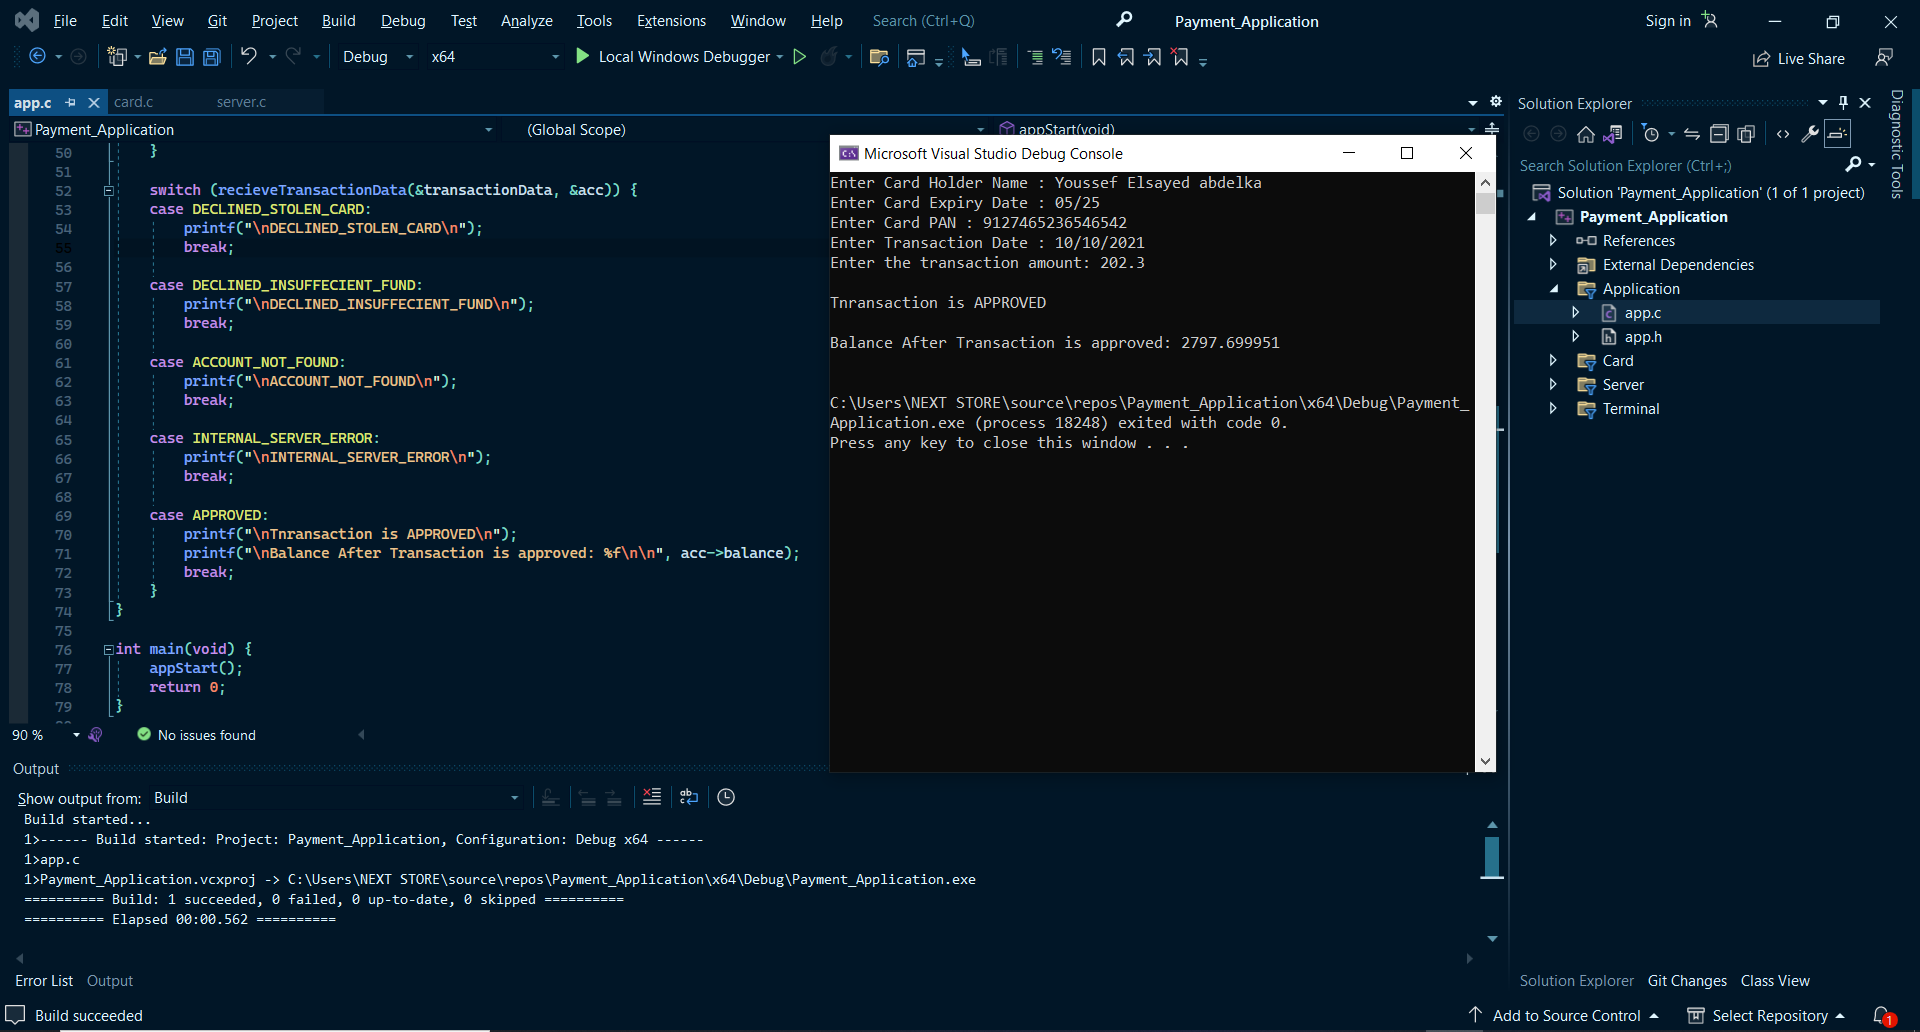 File Edit View Git Project Build Debug Test Analyze Tools Extensions Window Help Search (Ctrl+Q) Payment_Application Sign in
Debug x64 Local Windows Debugger Live Share
app.c card.c server.c
Payment_Application (Global Scope) appStart(void)
50 }
51
52 switch (recieveTransactionData(&transactionData, &acc)) {
53 case DECLINED_STOLEN_CARD:
54 printf("\nDECLINED_STOLEN_CARD\n");
55 break;
56
57 case DECLINED_INSUFFECIENT_FUND:
58 printf("\nDECLINED_INSUFFECIENT_FUND\n");
59 break;
60
61 case ACCOUNT_NOT_FOUND:
62 printf("\nACCOUNT_NOT_FOUND\n");
63 break;
64
65 case INTERNAL_SERVER_ERROR:
66 printf("\nINTERNAL_SERVER_ERROR\n");
67 break;
68
69 case APPROVED:
70 printf("\nTnransaction is APPROVED\n");
71 printf("\nBalance After Transaction is approved: %f\n\n", acc->balance);
72 break;
73 }
74 }
75
76 int main(void) {
77 appStart();
78 return 0;
79 }
90 % No issues found
Microsoft Visual Studio Debug Console
Enter Card Holder Name : Youssef Elsayed abdelka
Enter Card Expiry Date : 05/25
Enter Card PAN : 9127465236546542
Enter Transaction Date : 10/10/2021
Enter the transaction amount: 202.3
Tnransaction is APPROVED
Balance After Transaction is approved: 2797.699951
C:\Users\NEXT STORE\source\repos\Payment_Application\x64\Debug\Payment_
Application.exe (process 18248) exited with code 0.
Press any key to close this window . . .
Solution Explorer
Search Solution Explorer (Ctrl+;)
Solution 'Payment_Application' (1 of 1 project)
Payment_Application
References
External Dependencies
Application
app.c
app.h
Card
Server
Terminal
Diagnostic Tools
Output
Show output from: Build
Build started...
1>------ Build started: Project: Payment_Application, Configuration: Debug x64 ------
1>app.c
1>Payment_Application.vcxproj -> C:\Users\NEXT STORE\source\repos\Payment_Application\x64\Debug\Payment_Application.exe
========== Build: 1 succeeded, 0 failed, 0 up-to-date, 0 skipped ==========
========== Elapsed 00:00.562 ==========
Error List Output
Solution Explorer Git Changes Class View
Build succeeded Add to Source Control Select Repository 1